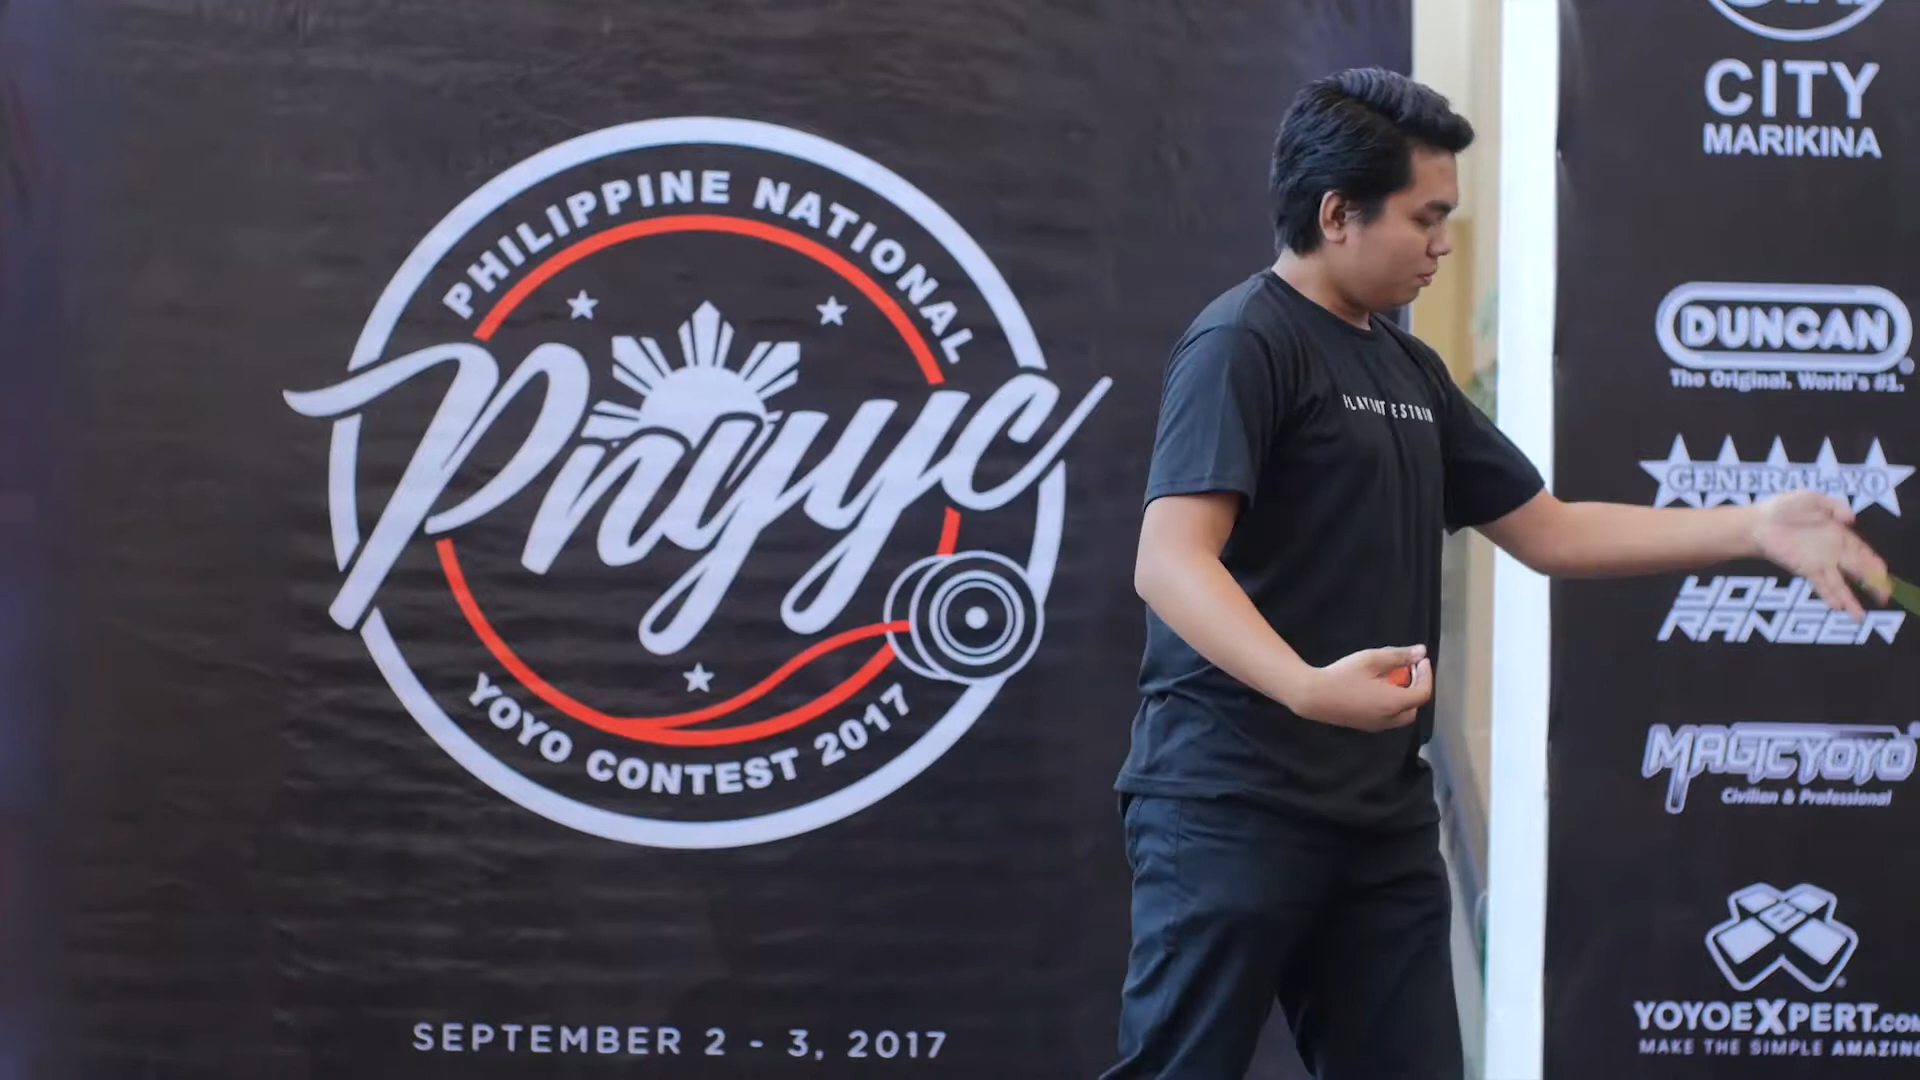 PHILIPPINE NATIONAL
Pnyyc
YOYO CONTEST 2017
SEPTEMBER 2 - 3, 2017
CITY
MARIKINA
DUNCAN
The Original. World's #1.
GENERAL-YO
YOYO
RANGER
MAGICYOYO
Civilian & Professional
YOYOEXPERT.COM
MAKE THE SIMPLE AMAZING